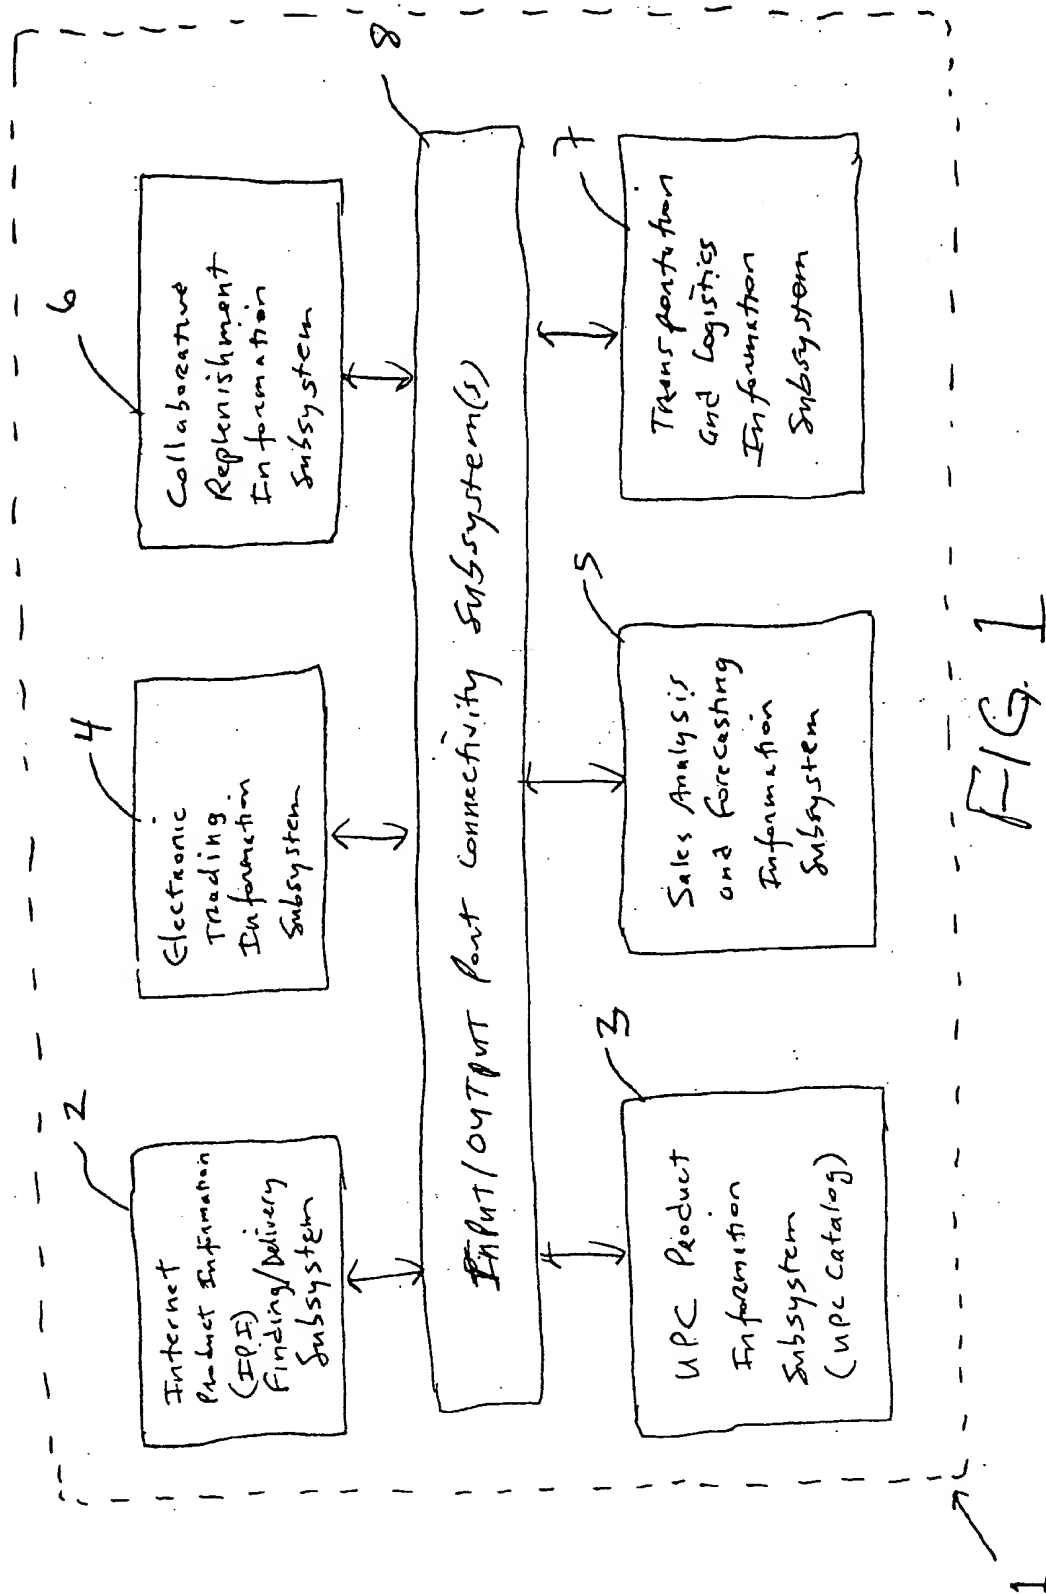 2
Internet
Product Information
(IPI)
Finding/Delivery
Subsystem
4
Electronic
Trading
Information
Subsystem
6
Collaborative
Replenishment
Information
Subsystem
8
Input/Output Port Connectivity Subsystem(s)
3
UPC Product
Information
Subsystem
(UPC Catalog)
5
Sales Analysis
and Forecasting
Information
Subsystem
7
Transportation
and Logistics
Information
Subsystem
1
FIG. 1